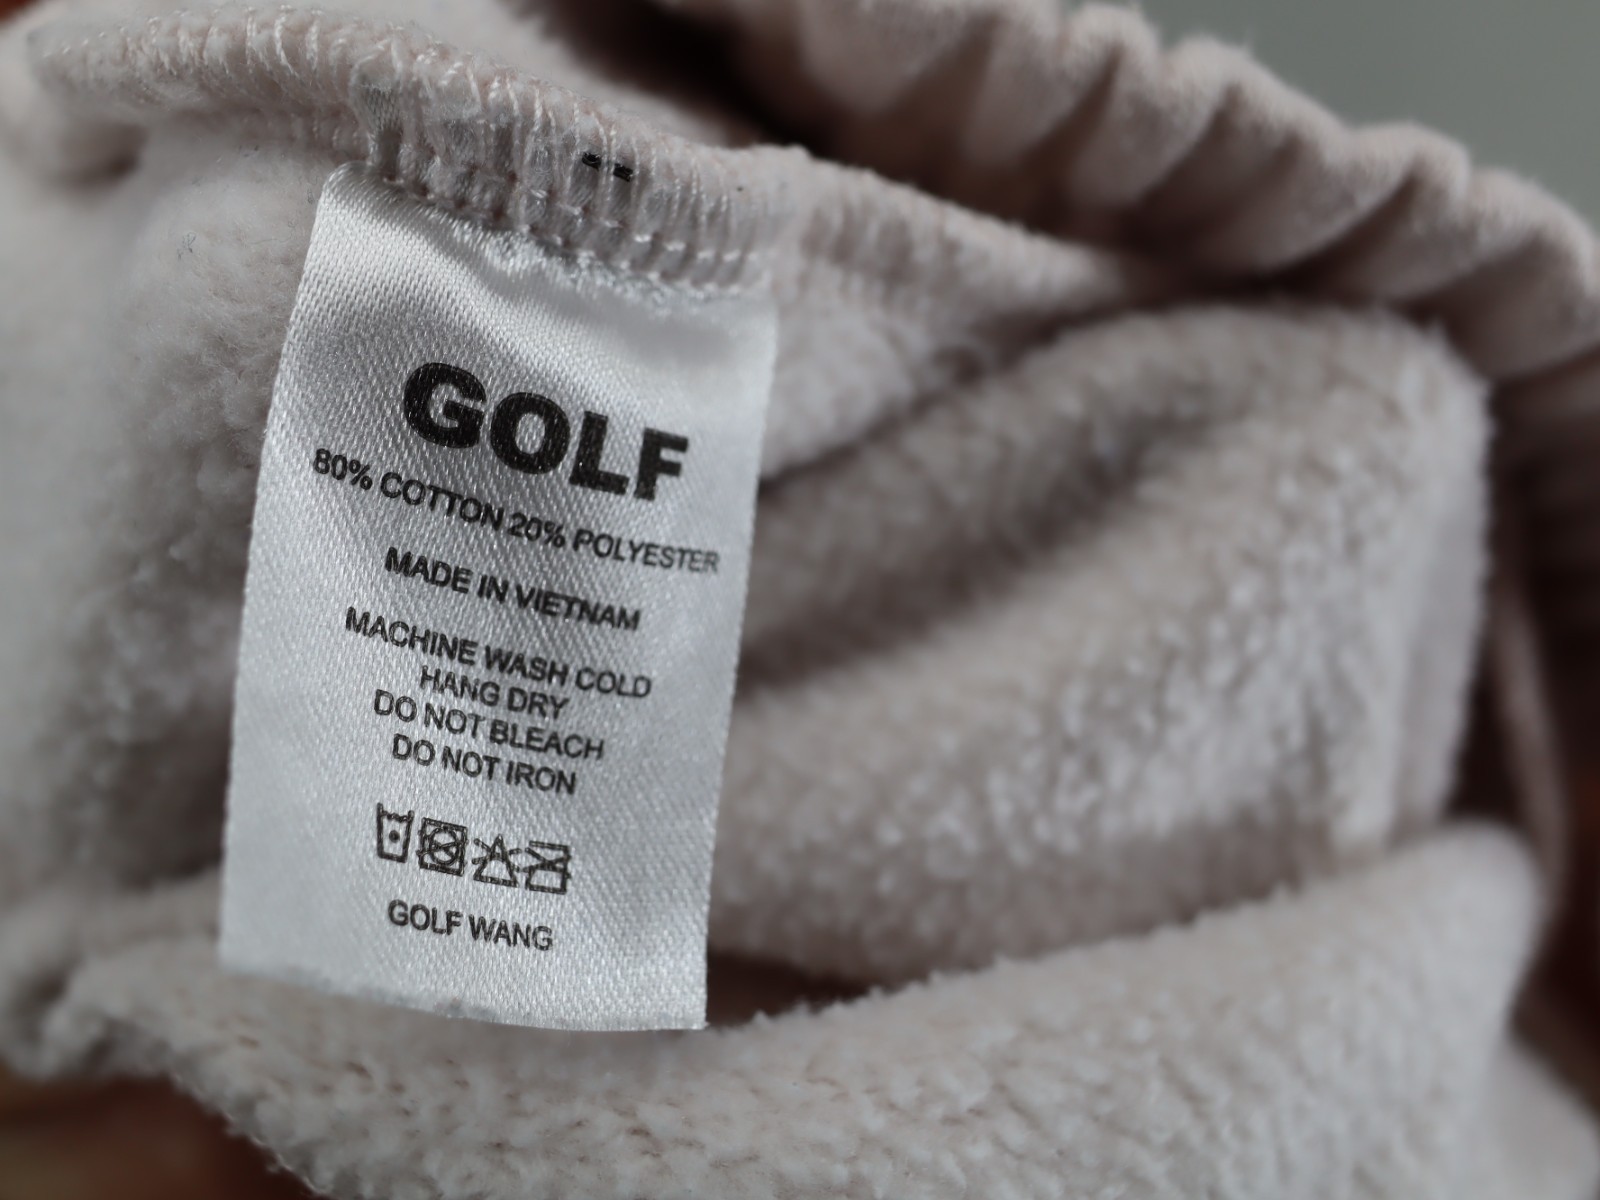 GOLF
80% COTTON 20% POLYESTER
MADE IN VIETNAM
MACHINE WASH COLD
HANG DRY
DO NOT BLEACH
DO NOT IRON
GOLF WANG